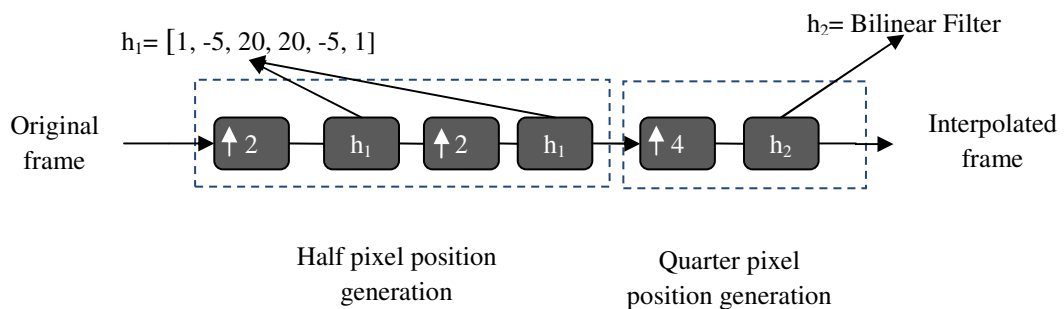 h₂= Bilinear Filter
h₁= [1, -5, 20, 20, -5, 1]
Original
frame
↑ 2
h₁
↑ 2
h₁
↑ 4
h₂
Interpolated
frame
Half pixel position
generation
Quarter pixel
position generation